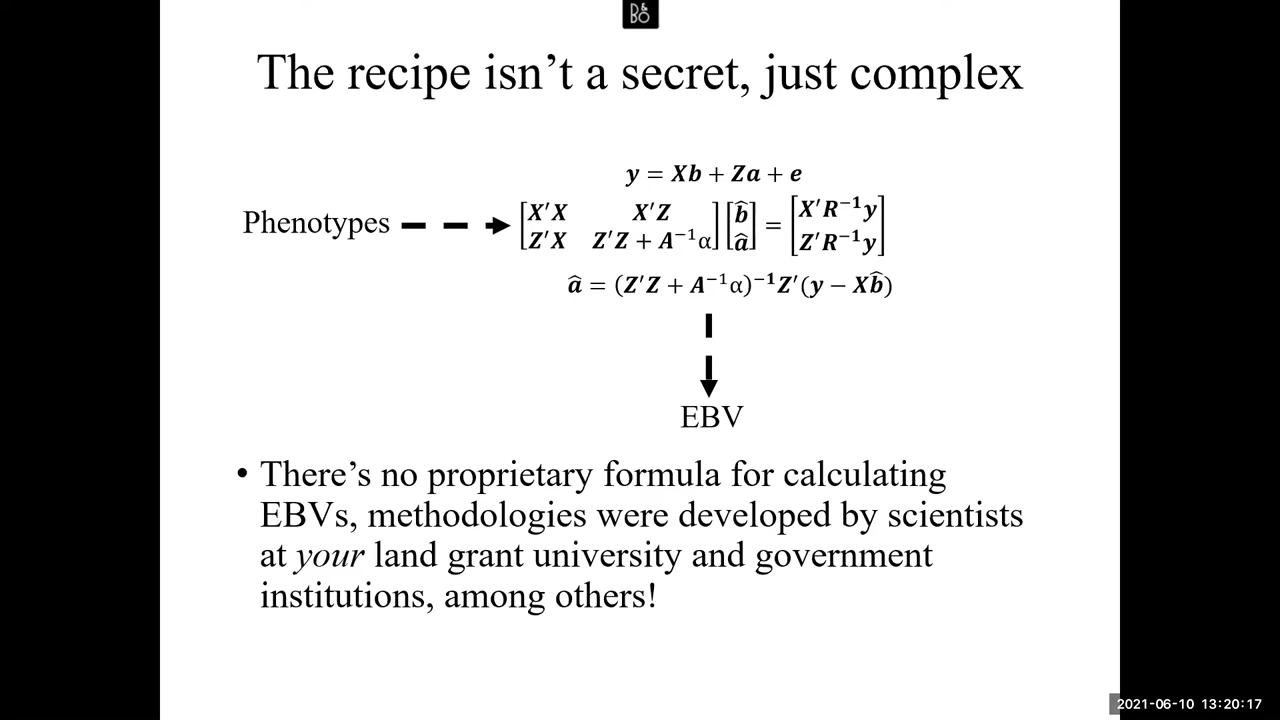 B&O
The recipe isn’t a secret, just complex
y = Xb + Za + e
Phenotypes
[X′X X′Z] [b̂] = [X′R⁻¹y]
[Z′X Z′Z + A⁻¹α] [â] = [Z′R⁻¹y]
â = (Z′Z + A⁻¹α)⁻¹Z′(y − Xb̂)
EBV
• There’s no proprietary formula for calculating
EBVs, methodologies were developed by scientists
at your land grant university and government
institutions, among others!
2021-06-10 13:20:17